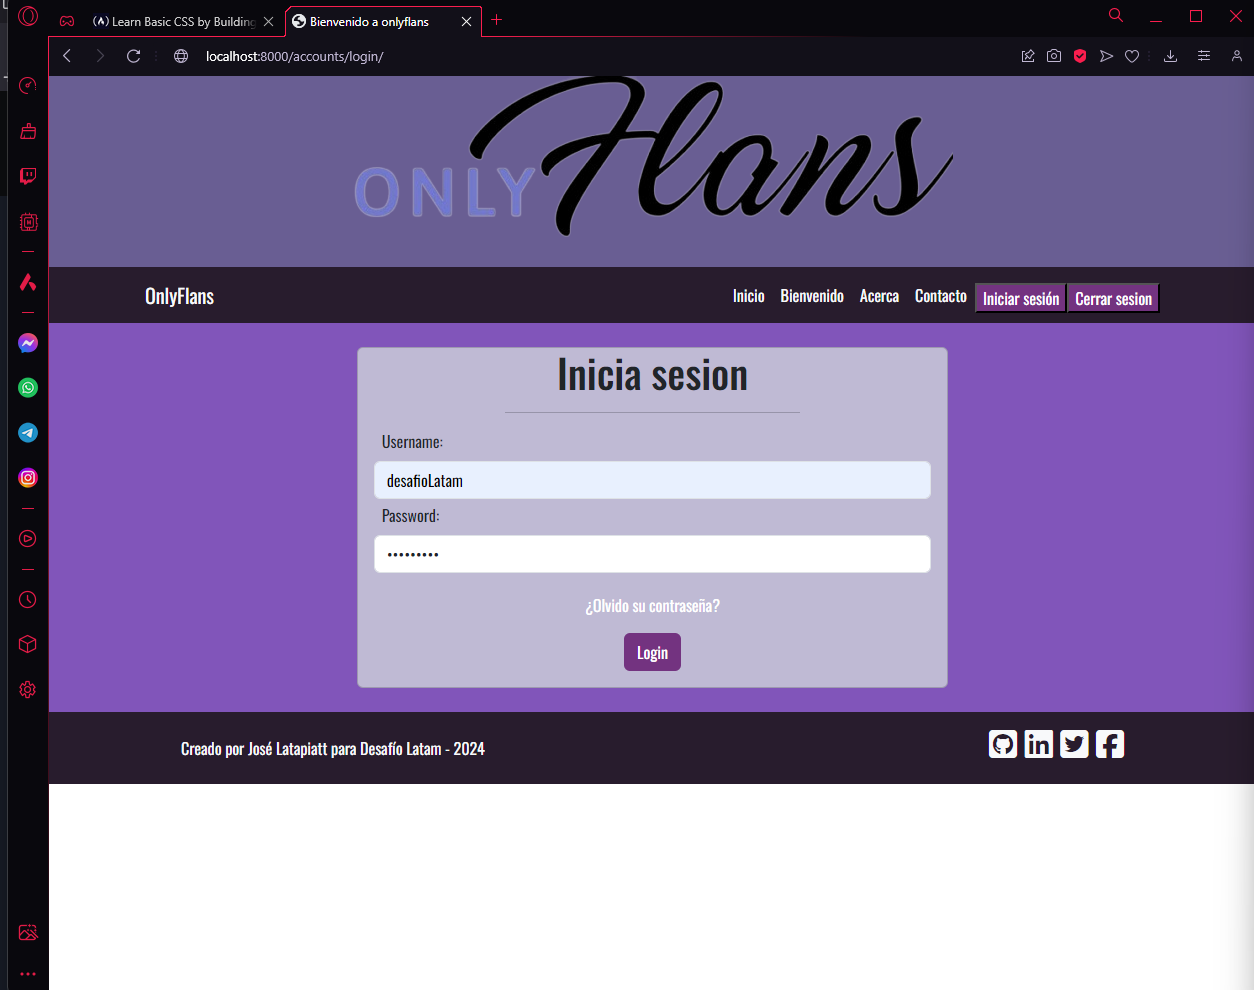 Learn Basic CSS by Building
Bienvenido a onlyflans
localhost:8000/accounts/login/
ONLY Flans
OnlyFlans
Inicio
Bienvenido
Acerca
Contacto
Iniciar sesión
Cerrar sesion
Inicia sesion
Username:
desafioLatam
Password:
•••••••••
¿Olvido su contraseña?
Login
Creado por José Latapiatt para Desafío Latam - 2024